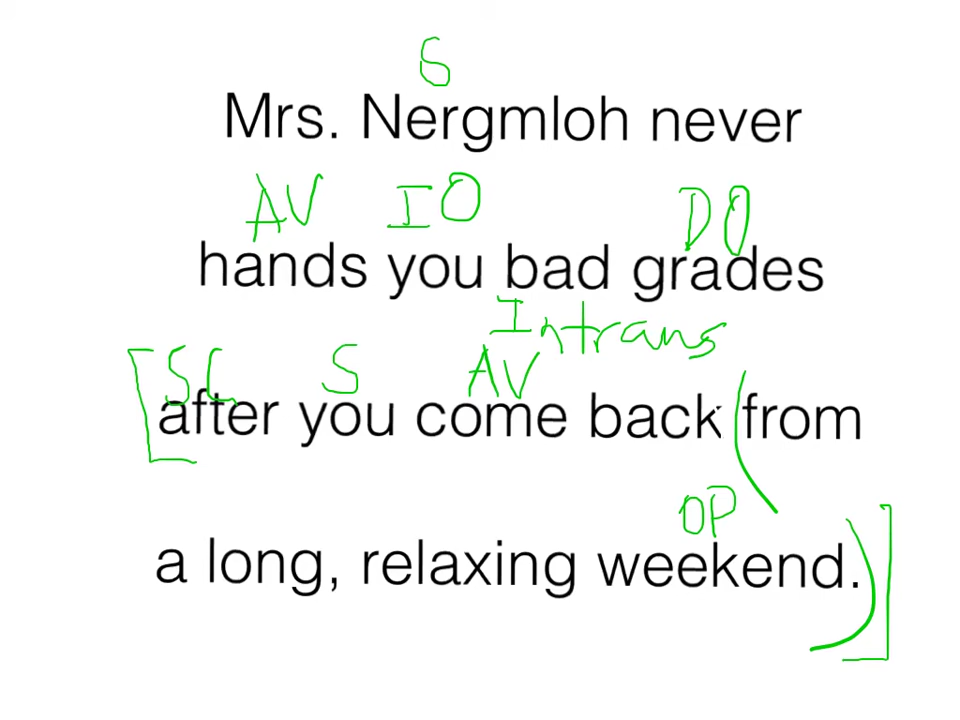 S
Mrs. Nergmloh never
AV IO DO
hands you bad grades
Intrans
[SC S AV
after you come back (from
OP
a long, relaxing weekend.)]